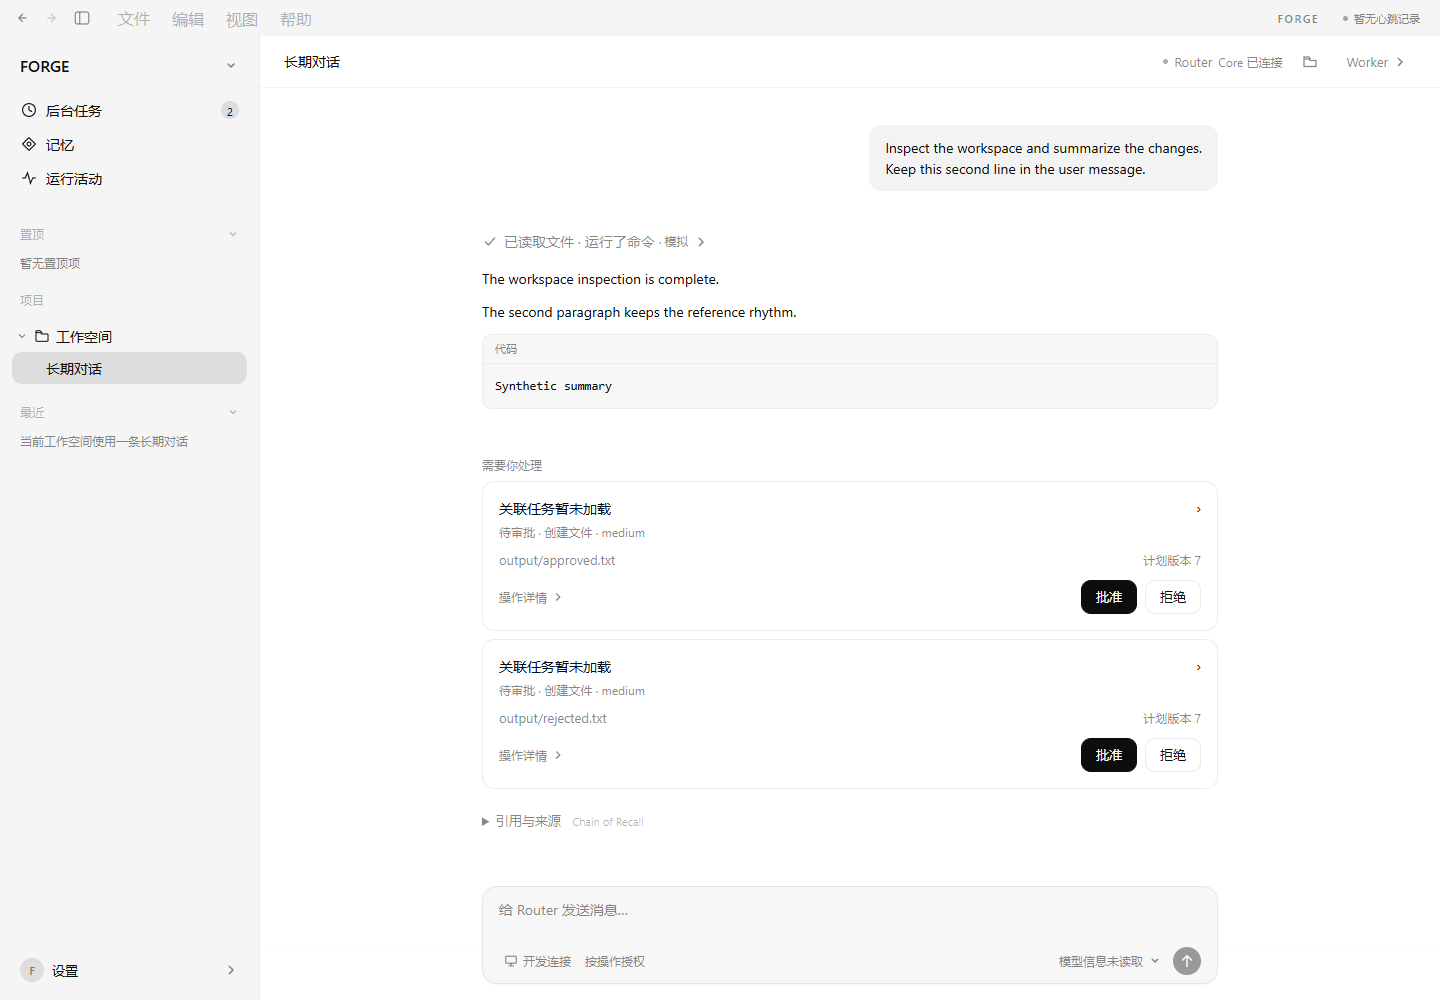 文件 编辑 视图 帮助
FORGE 暂无心跳记录
FORGE
后台任务 2
记忆
运行活动
置顶
暂无置顶项
项目
工作空间
长期对话
最近
当前工作空间使用一条长期对话
F 设置
长期对话
Router Core 已连接 Worker
Inspect the workspace and summarize the changes.
Keep this second line in the user message.
已读取文件 · 运行了命令 · 模拟
The workspace inspection is complete.
The second paragraph keeps the reference rhythm.
代码
Synthetic summary
需要你处理
关联任务暂未加载
待审批 · 创建文件 · medium
output/approved.txt 计划版本 7
操作详情 批准 拒绝
关联任务暂未加载
待审批 · 创建文件 · medium
output/rejected.txt 计划版本 7
操作详情 批准 拒绝
引用与来源 Chain of Recall
给 Router 发送消息...
开发连接 按操作授权 模型信息未读取